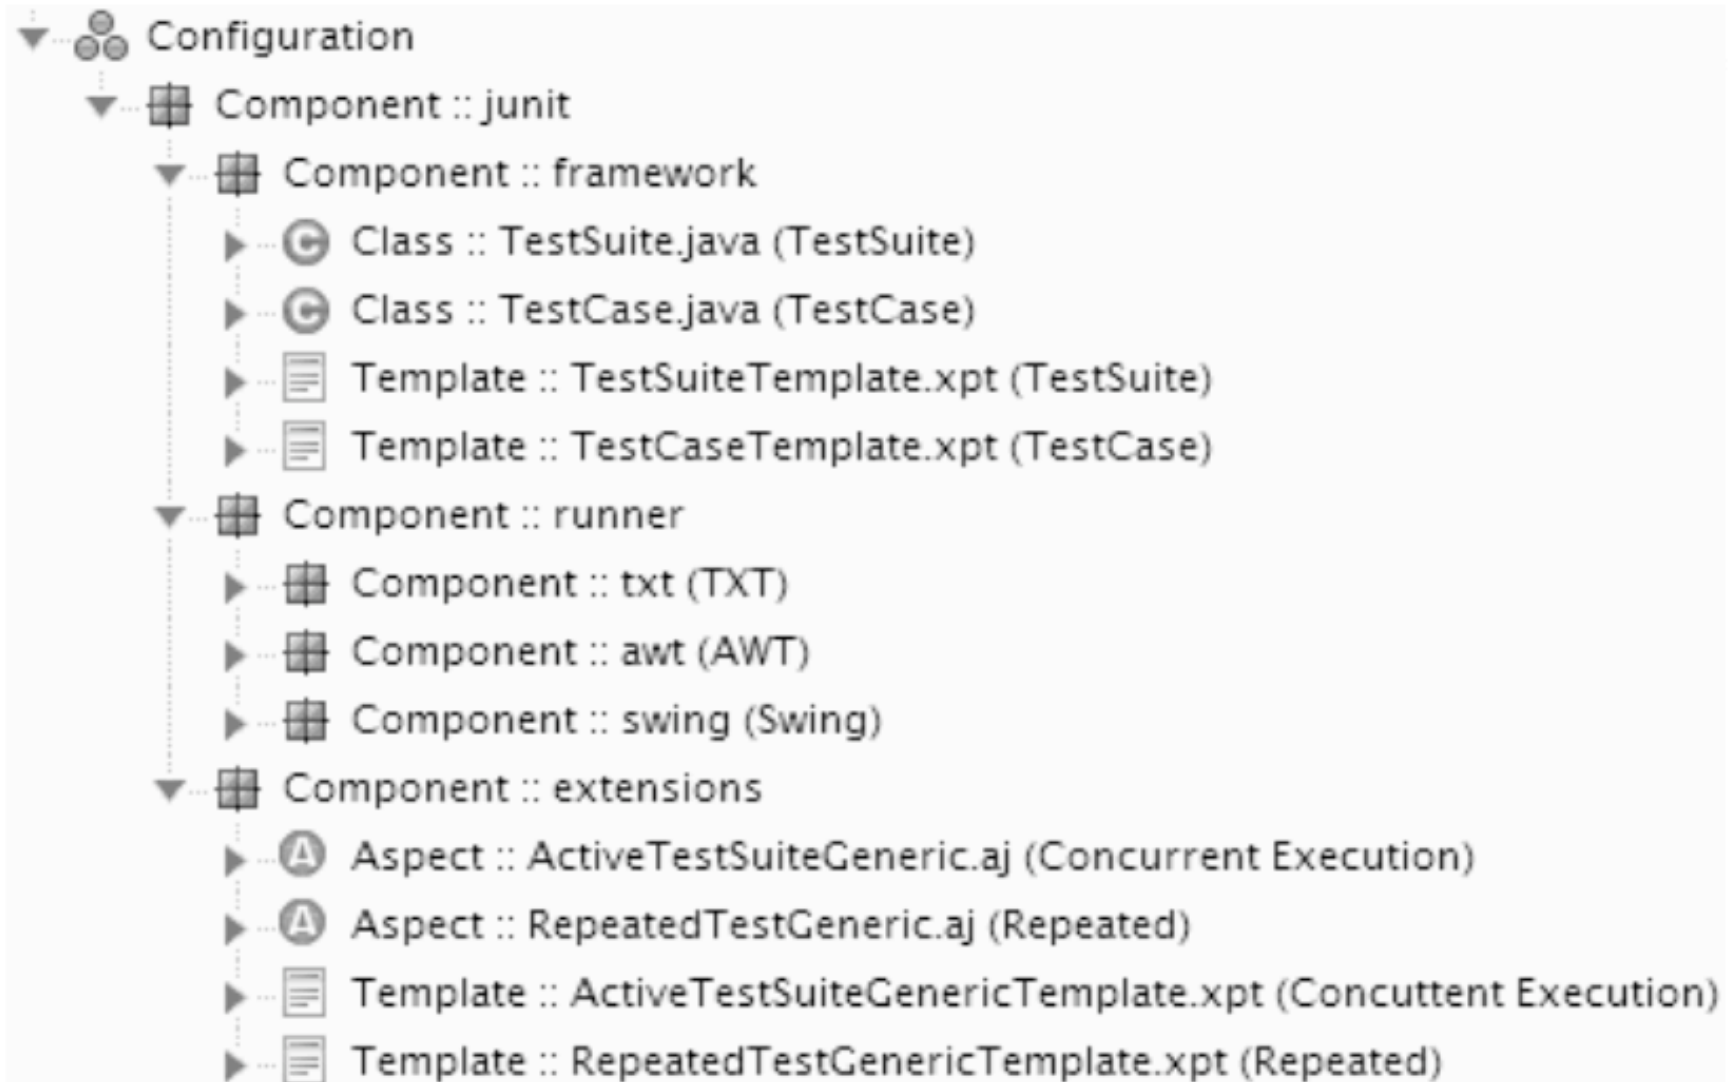 Configuration
Component :: junit
Component :: framework
Class :: TestSuite.java (TestSuite)
Class :: TestCase.java (TestCase)
Template :: TestSuiteTemplate.xpt (TestSuite)
Template :: TestCaseTemplate.xpt (TestCase)
Component :: runner
Component :: txt (TXT)
Component :: awt (AWT)
Component :: swing (Swing)
Component :: extensions
Aspect :: ActiveTestSuiteGeneric.aj (Concurrent Execution)
Aspect :: RepeatedTestGeneric.aj (Repeated)
Template :: ActiveTestSuiteGenericTemplate.xpt (Concuttent Execution)
Template :: RepeatedTestGenericTemplate.xpt (Repeated)